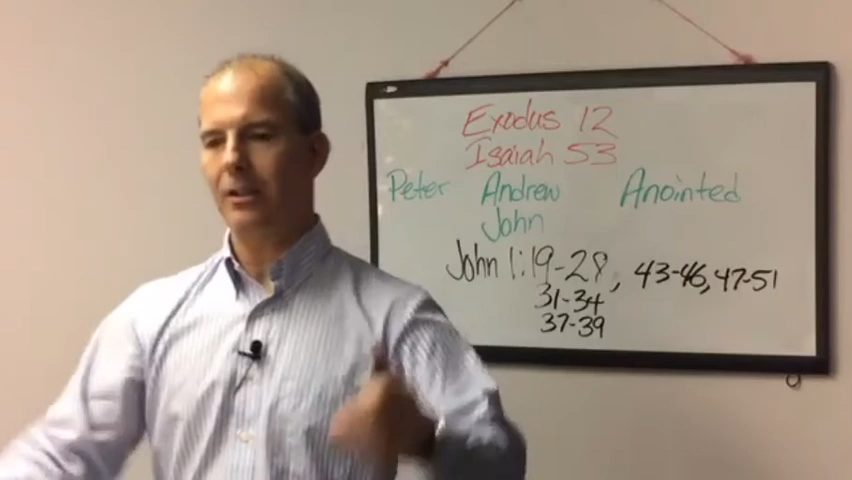 Exodus 12
Isaiah 53
Peter Andrew Anointed
John
John 1:19-28, 43-46, 47-51
31-34
37-39